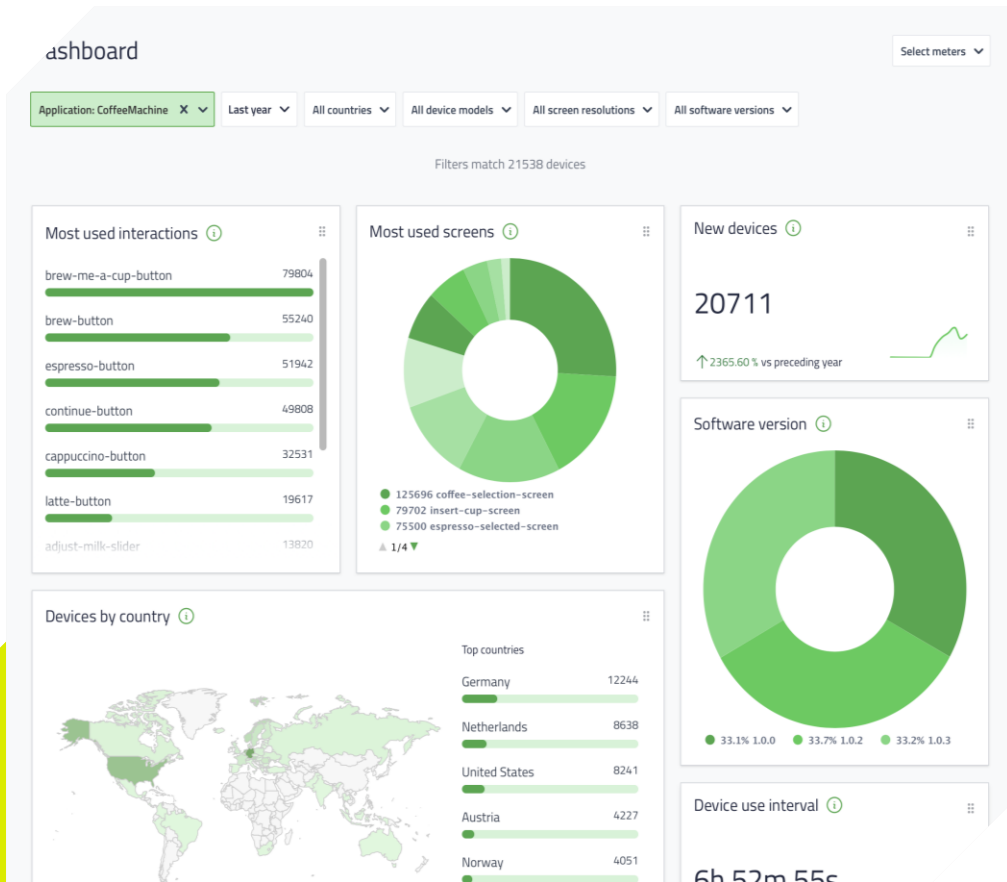 ashboard
Select meters
Application: CoffeeMachine X
Last year
All countries
All device models
All screen resolutions
All software versions
Filters match 21538 devices
Most used interactions i
brew-me-a-cup-button 79804
brew-button 55240
espresso-button 51942
continue-button 49808
cappuccino-button 32531
latte-button 19617
adjust-milk-slider 13820
Most used screens i
125696 coffee-selection-screen
79702 insert-cup-screen
75500 espresso-selected-screen
1/4
New devices i
20711
↑2365.60 % vs preceding year
Software version i
33.1% 1.0.0 33.7% 1.0.2 33.2% 1.0.3
Devices by country i
Top countries
Germany 12244
Netherlands 8638
United States 8241
Austria 4227
Norway 4051
Device use interval i
6h 52m 55s